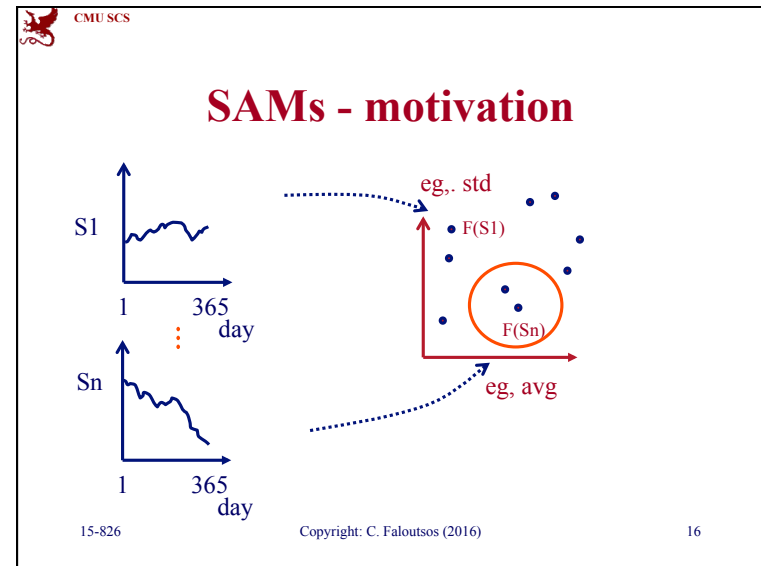 CMU SCS
SAMs - motivation
S1
1 365
day
Sn
1 365
day
eg,. std
F(S1)
F(Sn)
eg, avg
15-826 Copyright: C. Faloutsos (2016) 16